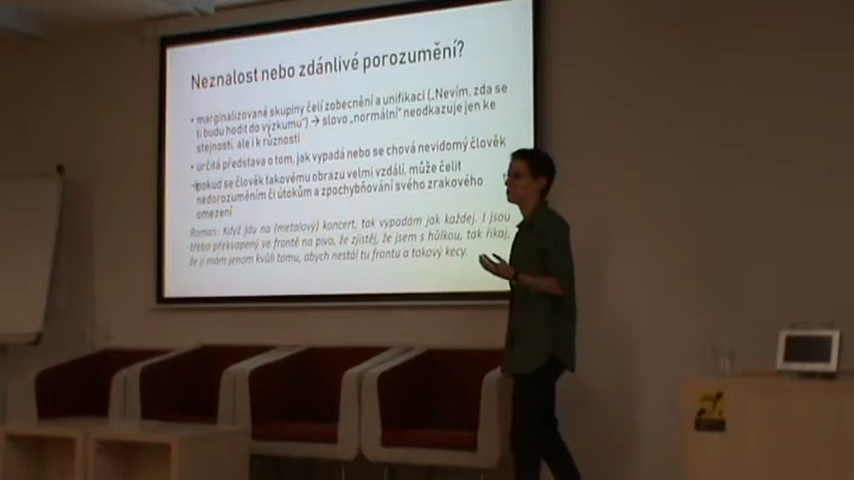 Neznalost nebo zdánlivé porozumění?
• marginalizované skupiny čelí zobecnění a unifikaci („Nevím, zda se
ti budu hodit do výzkumu“) → slovo „normální“ neodkazuje jen ke
stejnosti, ale i k různosti
• určitá představa o tom, jak vypadá nebo se chová nevidomý člověk
→pokud se člověk takovému obrazu velmi vzdálí, může čelit
nedorozuměním či útokům a zpochybňování svého zrakového
omezení
Roman: Když jdu na (metalový) koncert, tak vypadám jak každej. I jsou
třeba překvapený ve frontě na pivo, že zjistěj, že jsem s hůlkou, tak říkaj,
že ji mám jenom kvůli tomu, abych nestál tu frontu a takový kecy.